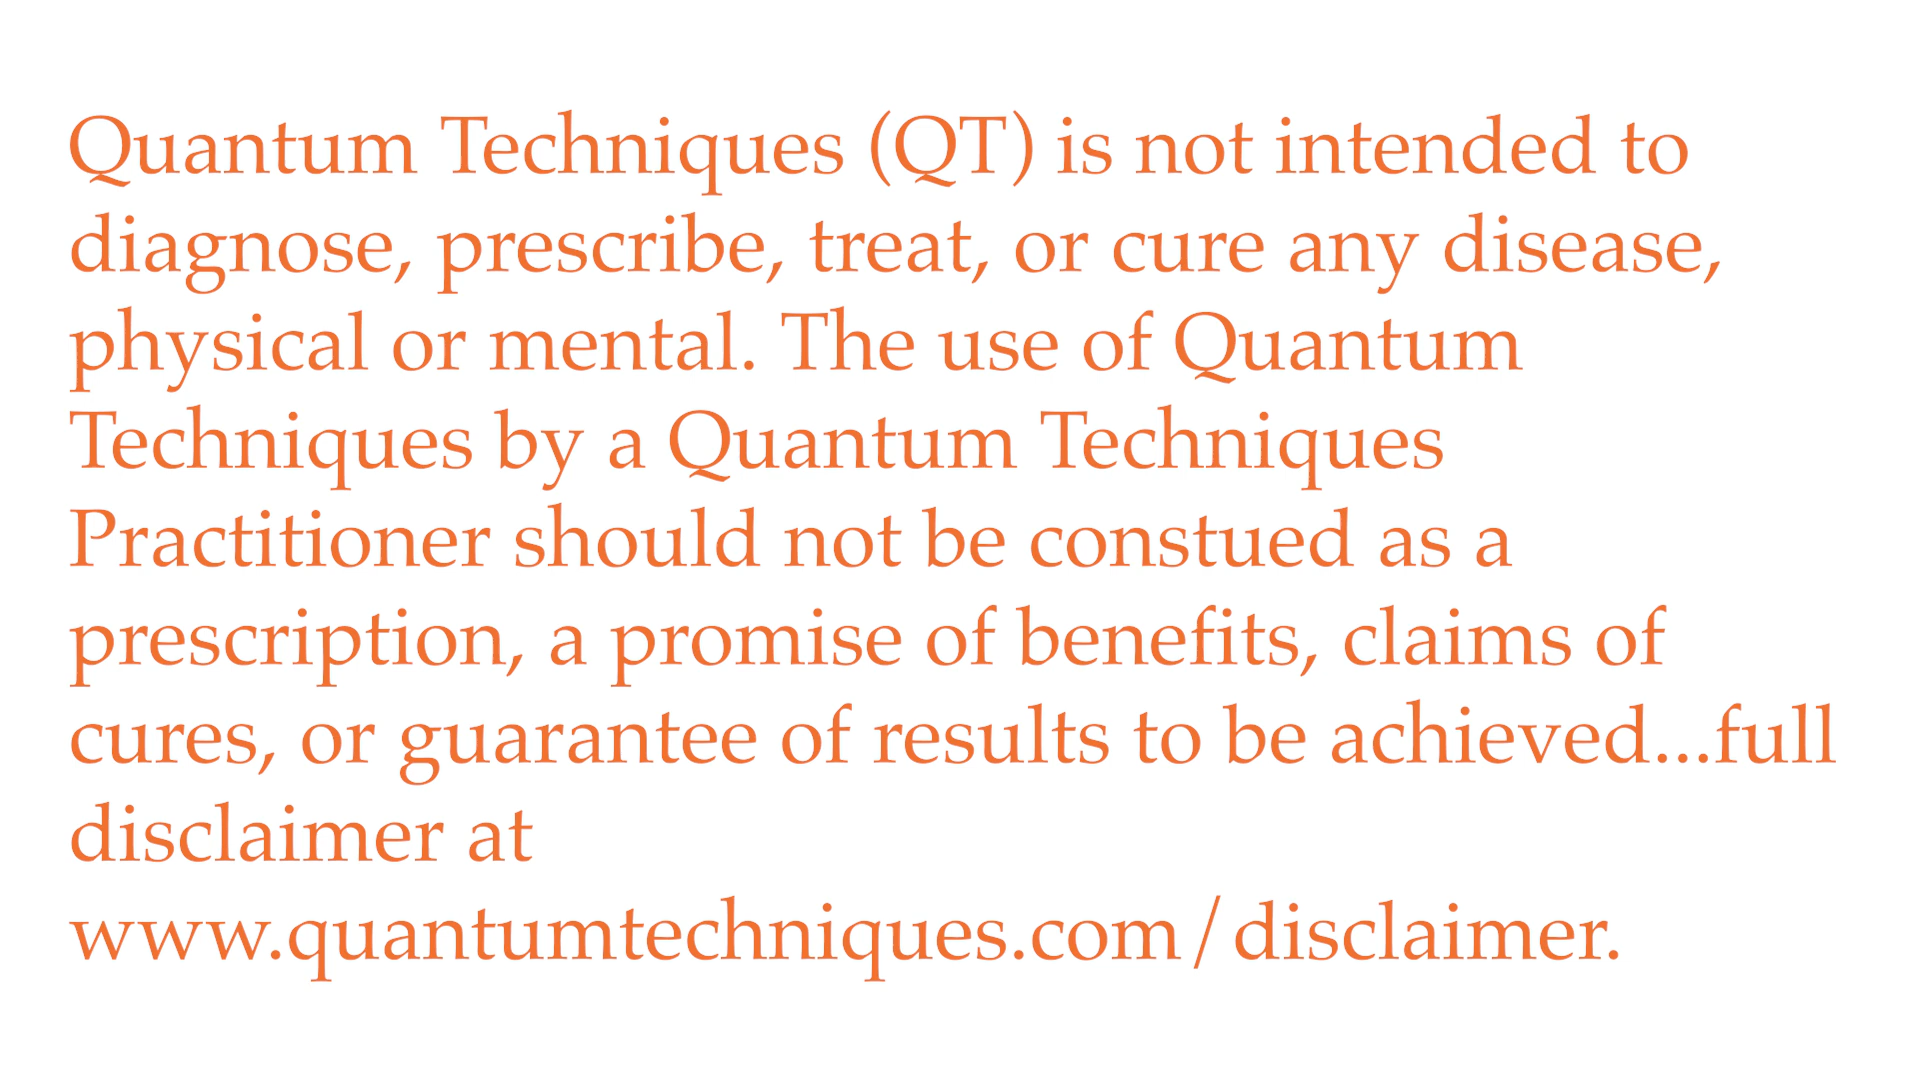 Quantum Techniques (QT) is not intended to
diagnose, prescribe, treat, or cure any disease,
physical or mental. The use of Quantum
Techniques by a Quantum Techniques
Practitioner should not be constued as a
prescription, a promise of benefits, claims of
cures, or guarantee of results to be achieved...full
disclaimer at
www.quantumtechniques.com/disclaimer.